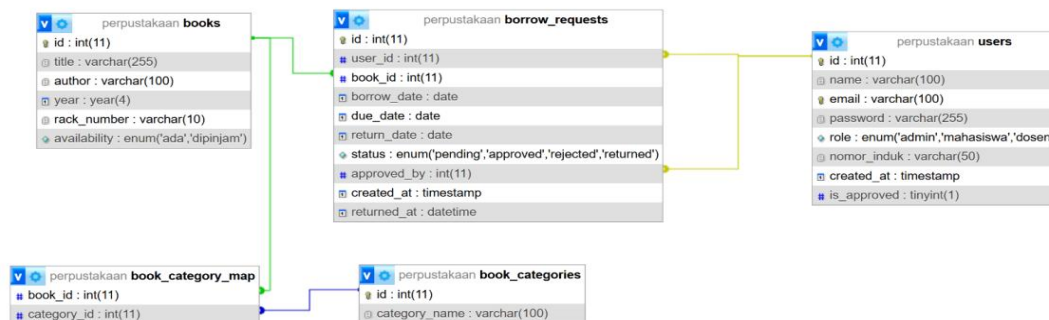 perpustakaan books
id : int(11)
title : varchar(255)
author : varchar(100)
year : year(4)
rack_number : varchar(10)
availability : enum('ada','dipinjam')
perpustakaan borrow_requests
id : int(11)
user_id : int(11)
book_id : int(11)
borrow_date : date
due_date : date
return_date : date
status : enum('pending','approved','rejected','returned')
approved_by : int(11)
created_at : timestamp
returned_at : datetime
perpustakaan users
id : int(11)
name : varchar(100)
email : varchar(100)
password : varchar(255)
role : enum('admin','mahasiswa','dosen
nomor_induk : varchar(50)
created_at : timestamp
is_approved : tinyint(1)
perpustakaan book_category_map
book_id : int(11)
category_id : int(11)
perpustakaan book_categories
id : int(11)
category_name : varchar(100)